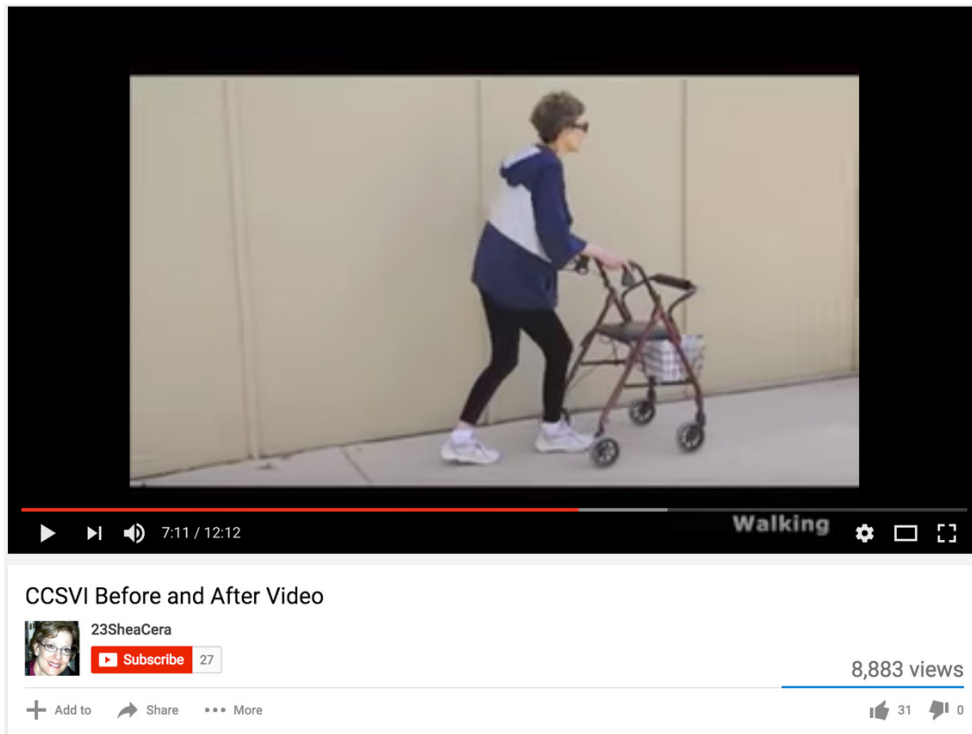 7:11 / 12:12
Walking
CCSVI Before and After Video
23SheaCera
Subscribe 27
8,883 views
Add to Share More
31 0